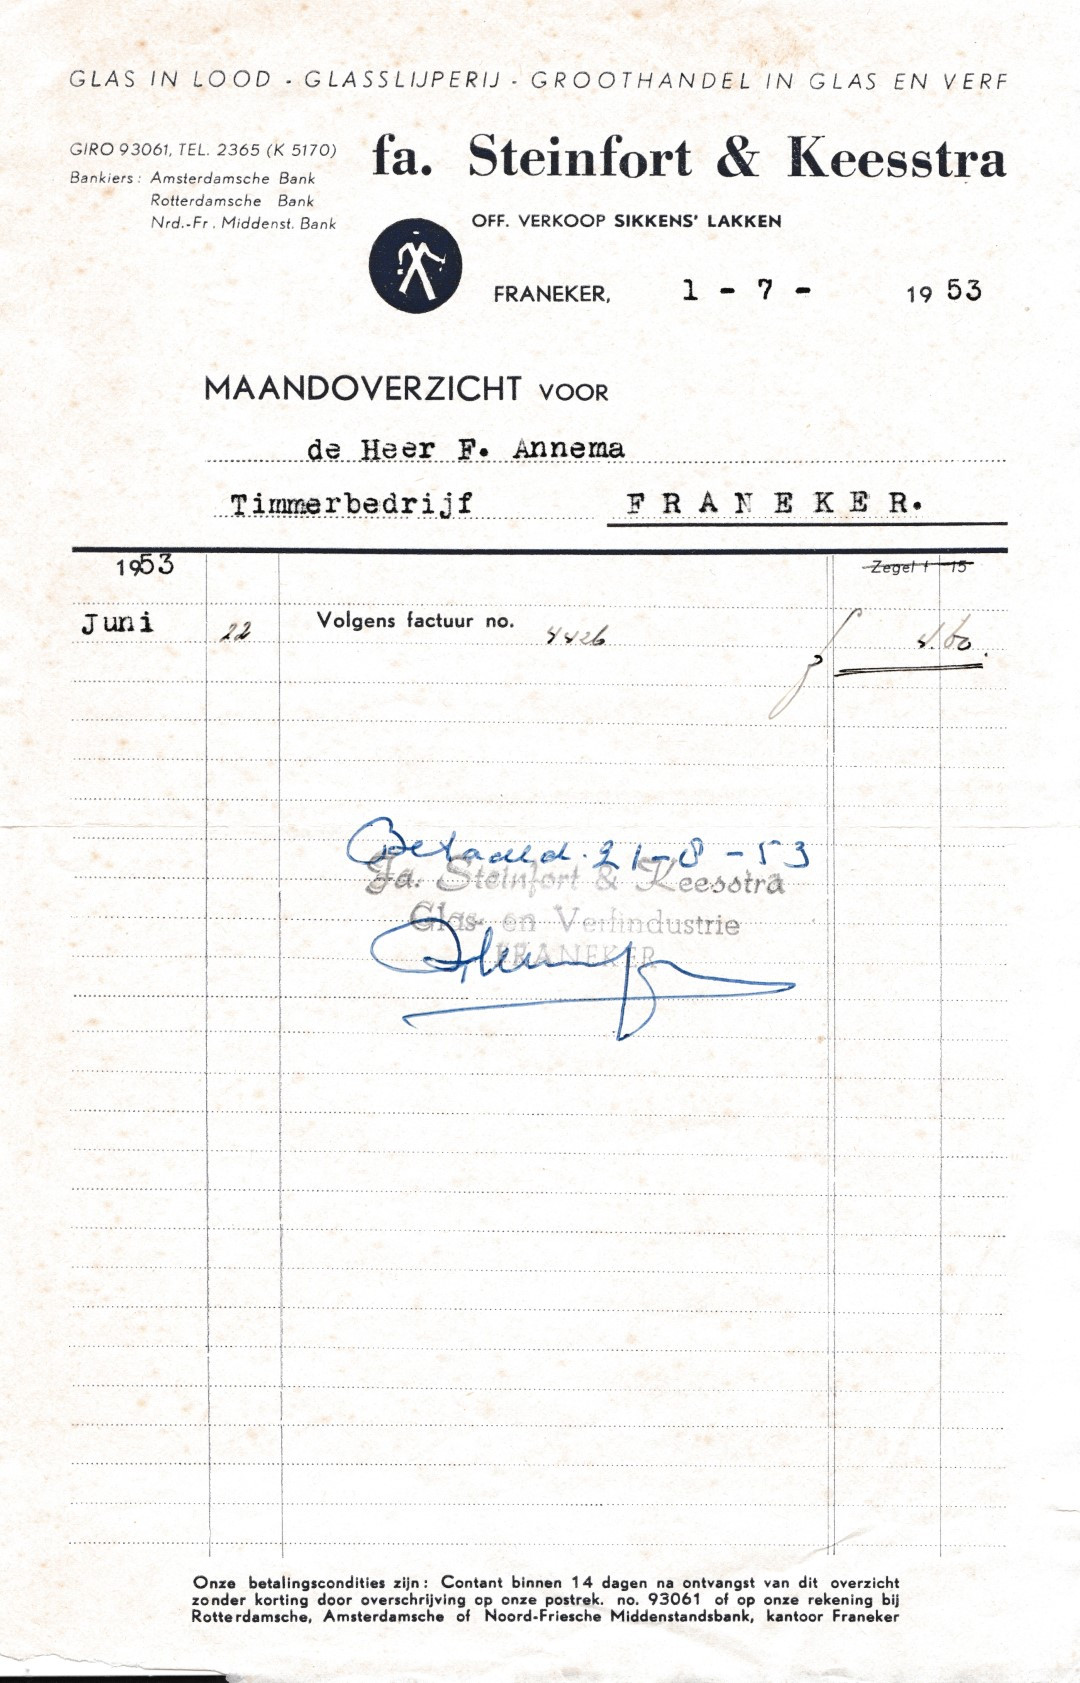 GLAS IN LOOD - GLASSLIJPERIJ - GROOTHANDEL IN GLAS EN VERF
GIRO 93061, TEL. 2365 (K 5170)
Bankiers : Amsterdamsche Bank
Rotterdamsche Bank
Nrd.-Fr. Middenst. Bank
fa. Steinfort & Keesstra
OFF. VERKOOP SIKKENS' LAKKEN
FRANEKER, 1 - 7 - 19 53
MAANDOVERZICHT VOOR
de Heer F. Annema
Timmerbedrijf FRANEKER.
1953 Zegel f 15
Juni 22 Volgens factuur no. 4426
Betaald 21-8-53
Fa. Steinfort & Keesstra
Glas- en Verfindustrie
FRANEKER
Onze betalingscondities zijn : Contant binnen 14 dagen na ontvangst van dit overzicht
zonder korting door overschrijving op onze postrek. no. 93061 of op onze rekening bij
Rotterdamsche, Amsterdamsche of Noord-Friesche Middenstandsbank, kantoor Franeker